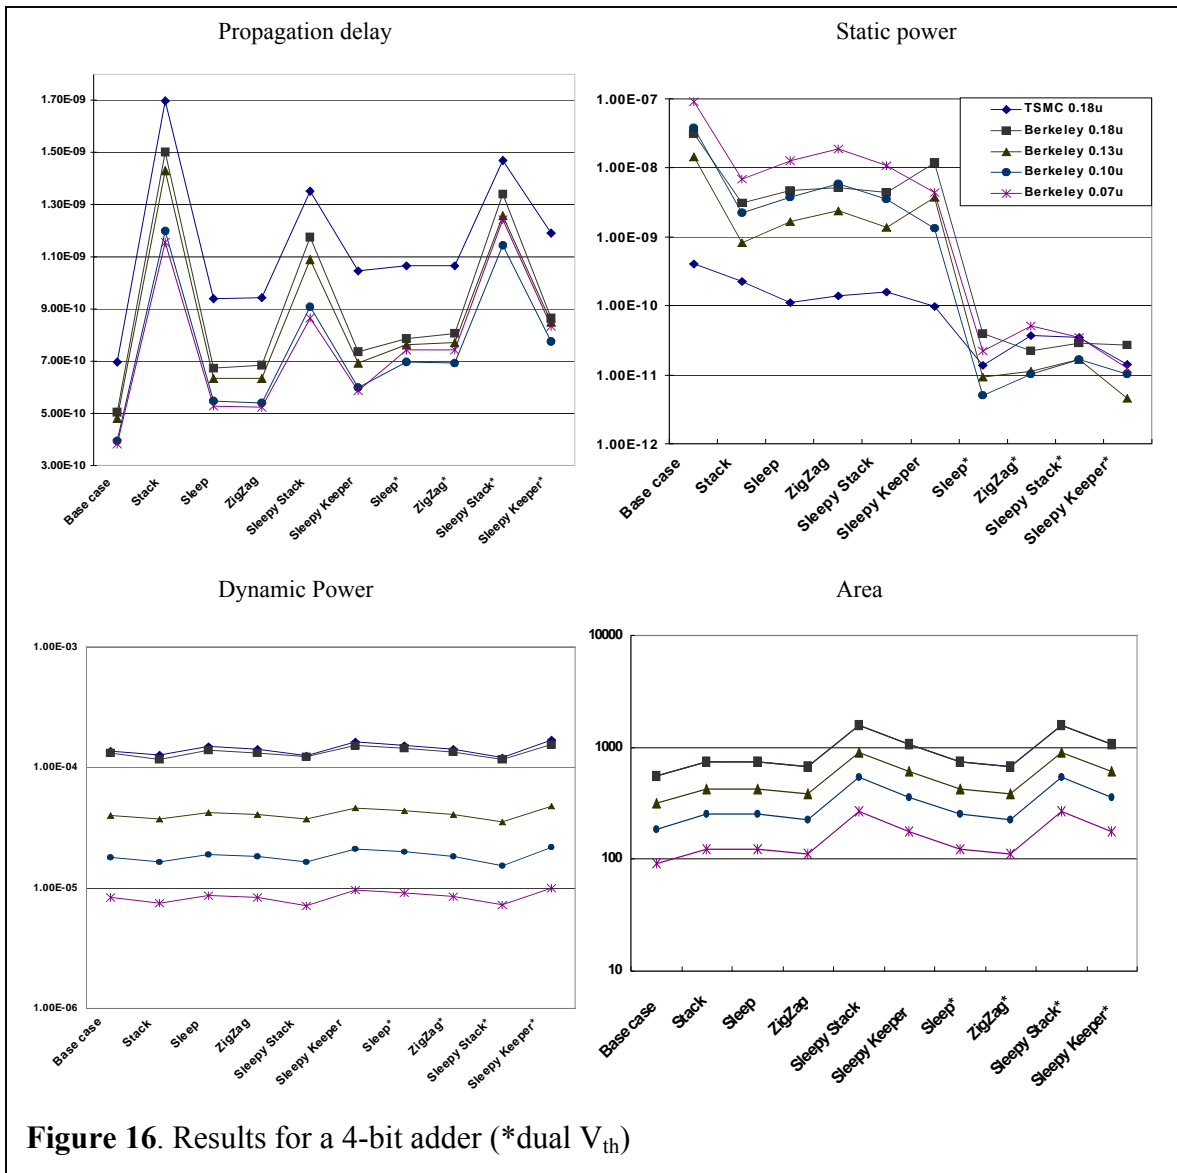 Propagation delay
1.70E-09
1.50E-09
1.30E-09
1.10E-09
9.00E-10
7.00E-10
5.00E-10
3.00E-10
Base case
Stack
Sleep
ZigZag
Sleepy Stack
Sleepy Keeper
Sleep*
ZigZag*
Sleepy Stack*
Sleepy Keeper*
Static power
1.00E-07
1.00E-08
1.00E-09
1.00E-10
1.00E-11
1.00E-12
TSMC 0.18u
Berkeley 0.18u
Berkeley 0.13u
Berkeley 0.10u
Berkeley 0.07u
Base case
Stack
Sleep
ZigZag
Sleepy Stack
Sleepy Keeper
Sleep*
ZigZag*
Sleepy Stack*
Sleepy Keeper*
Dynamic Power
1.00E-03
1.00E-04
1.00E-05
1.00E-06
Base case
Stack
Sleep
ZigZag
Sleepy Stack
Sleepy Keeper
Sleep*
ZigZag*
Sleepy Stack*
Sleepy Keeper*
Area
10000
1000
100
10
Base case
Stack
Sleep
ZigZag
Sleepy Stack
Sleepy Keeper
Sleep*
ZigZag*
Sleepy Stack*
Sleepy Keeper*
Figure 16. Results for a 4-bit adder (*dual Vth)